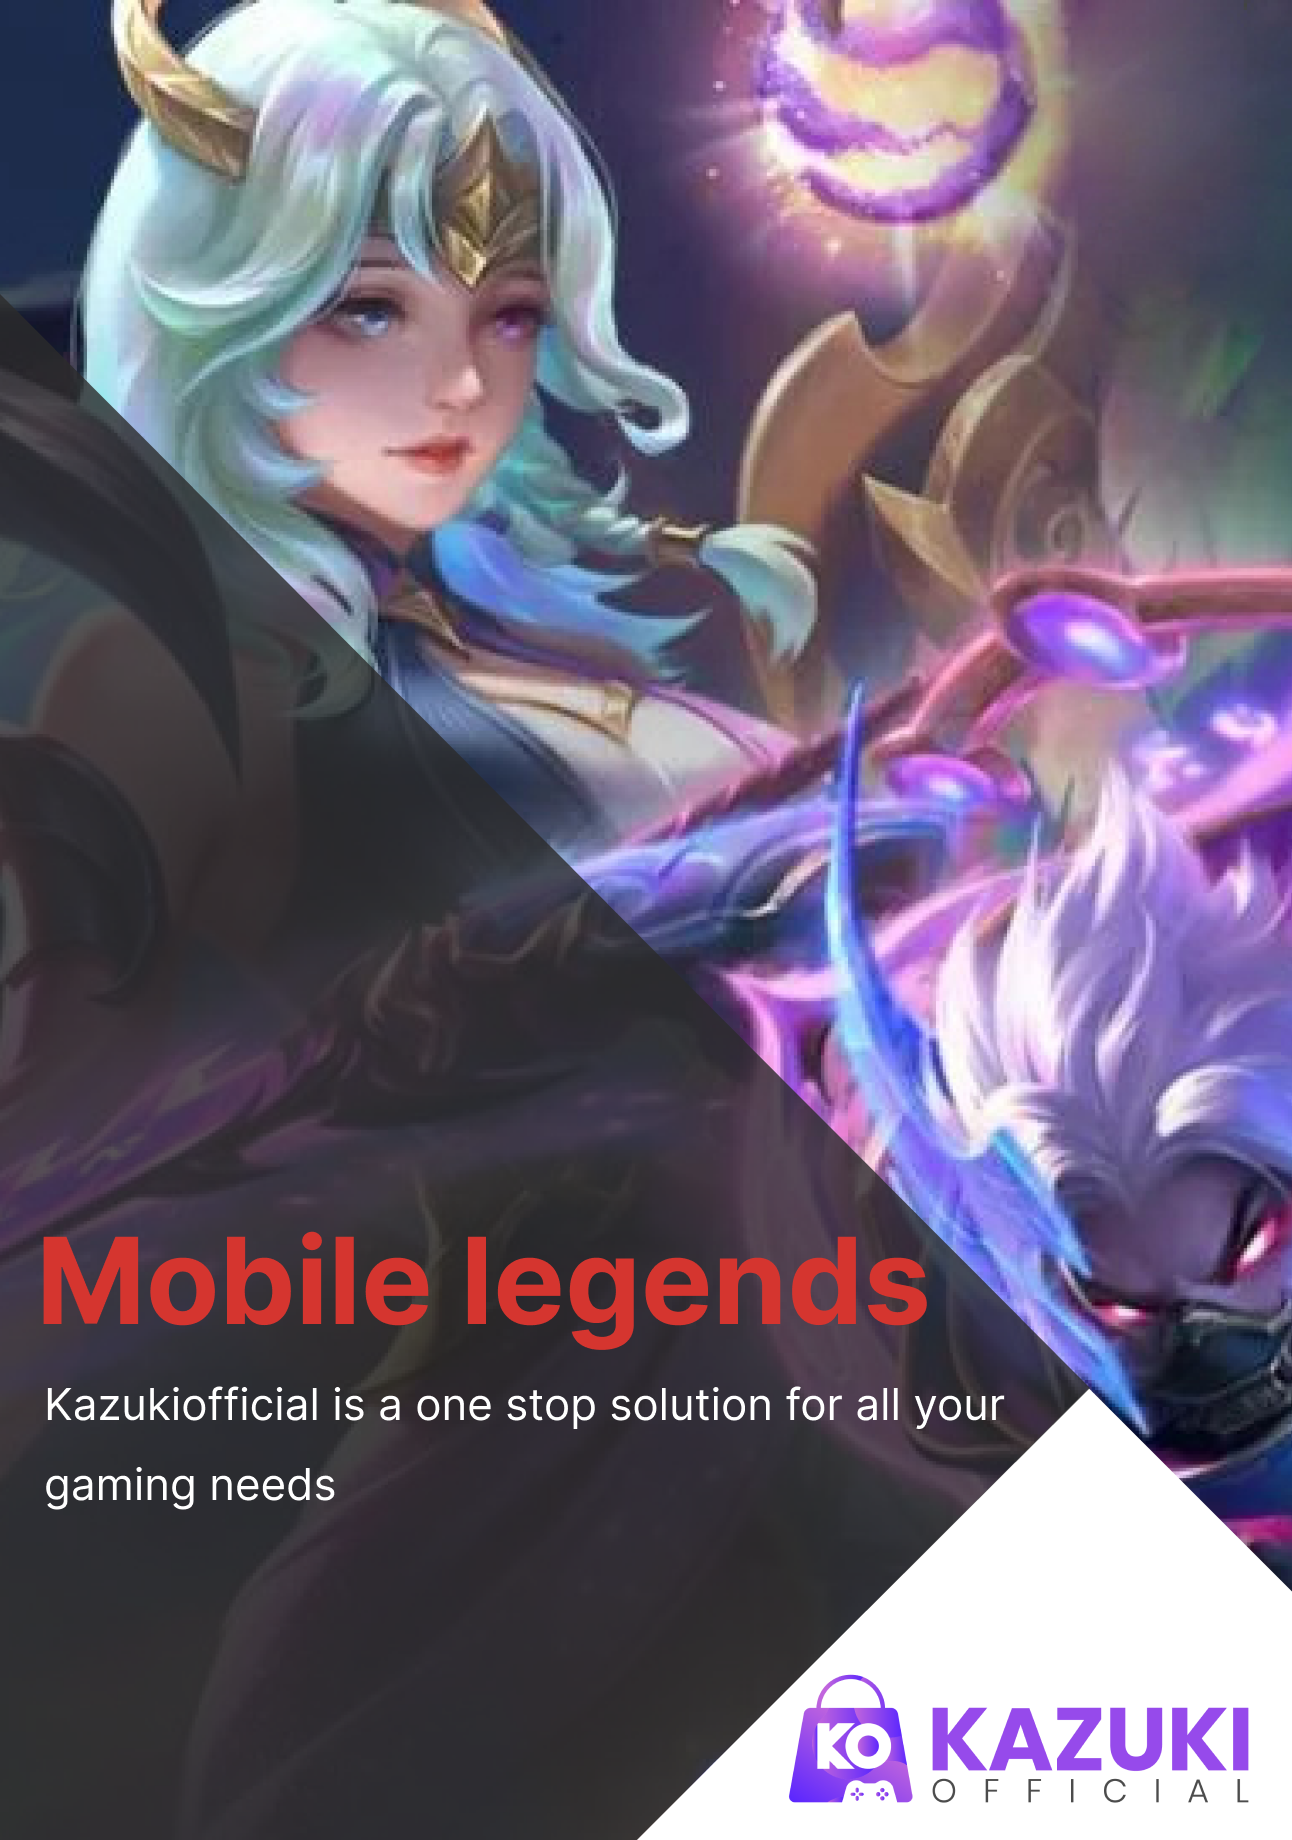 Mobile legends
Kazukiofficial is a one stop solution for all your
gaming needs
KO
KAZUKI
OFFICIAL